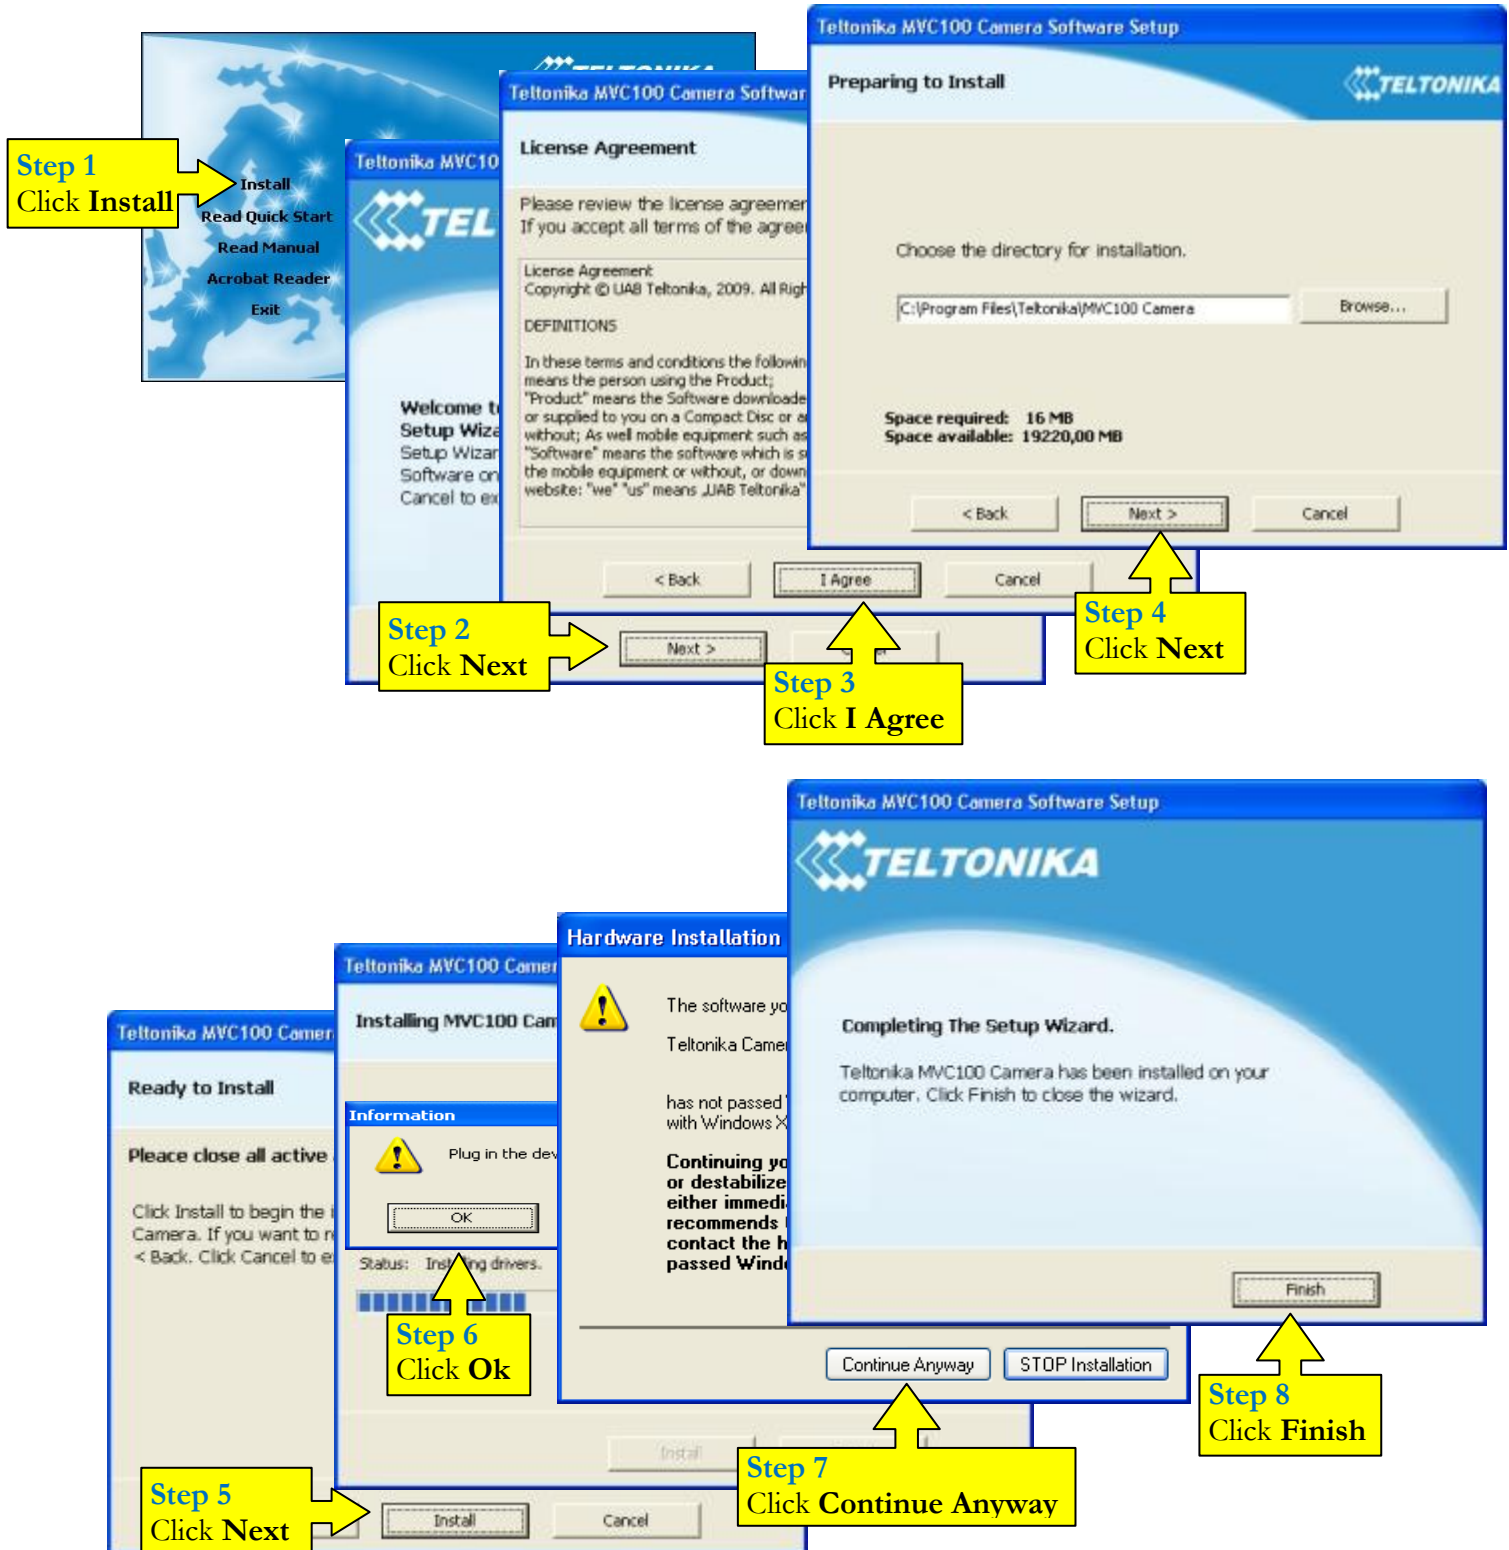 TELTONIKA
Step 1
Click Install
Install
Read Quick Start
Read Manual
Acrobat Reader
Exit
Teltonika MVC10
TEL
Welcome t
Setup Wiza
Setup Wizar
Software on
Cancel to ex
Step 2
Click Next
Next >
Teltonika MVC100 Camera Softwar
License Agreement
Please review the license agreemer
If you accept all terms of the agree
License Agreement
Copyright © UAB Teltonika, 2009. All Righ
DEFINITIONS
In these terms and conditions the followin
means the person using the Product;
"Product" means the Software downloade
or supplied to you on a Compact Disc or a
without; As well mobile equipment such as
"Software" means the software which is s
the mobile equipment or without, or down
website: "we" "us" means „UAB Teltonika"
< Back
I Agree
Cancel
Step 3
Click I Agree
Teltonika MVC100 Camera Software Setup
Preparing to Install
TELTONIKA
Choose the directory for installation.
C:\Program Files\Teltonika\MVC100 Camera
Browse...
Space required: 16 MB
Space available: 19220,00 MB
< Back
Next >
Cancel
Step 4
Click Next
Teltonika MVC100 Camer
Ready to Install
Pleace close all active
Click Install to begin the i
Camera. If you want to r
< Back. Click Cancel to e
Step 5
Click Next
Install
Cancel
Teltonika MVC100 Camer
Installing MVC100 Cam
Information
Plug in the dev
OK
Status: Installing drivers.
Step 6
Click Ok
Install
Hardware Installation
The software yo
Teltonika Came
has not passed
with Windows X
Continuing yo
or destabilize
either immedi
recommends
contact the h
passed Windo
Continue Anyway
STOP Installation
Step 7
Click Continue Anyway
Teltonika MVC100 Camera Software Setup
TELTONIKA
Completing The Setup Wizard.
Teltonika MVC100 Camera has been installed on your
computer. Click Finish to close the wizard.
Finish
Step 8
Click Finish